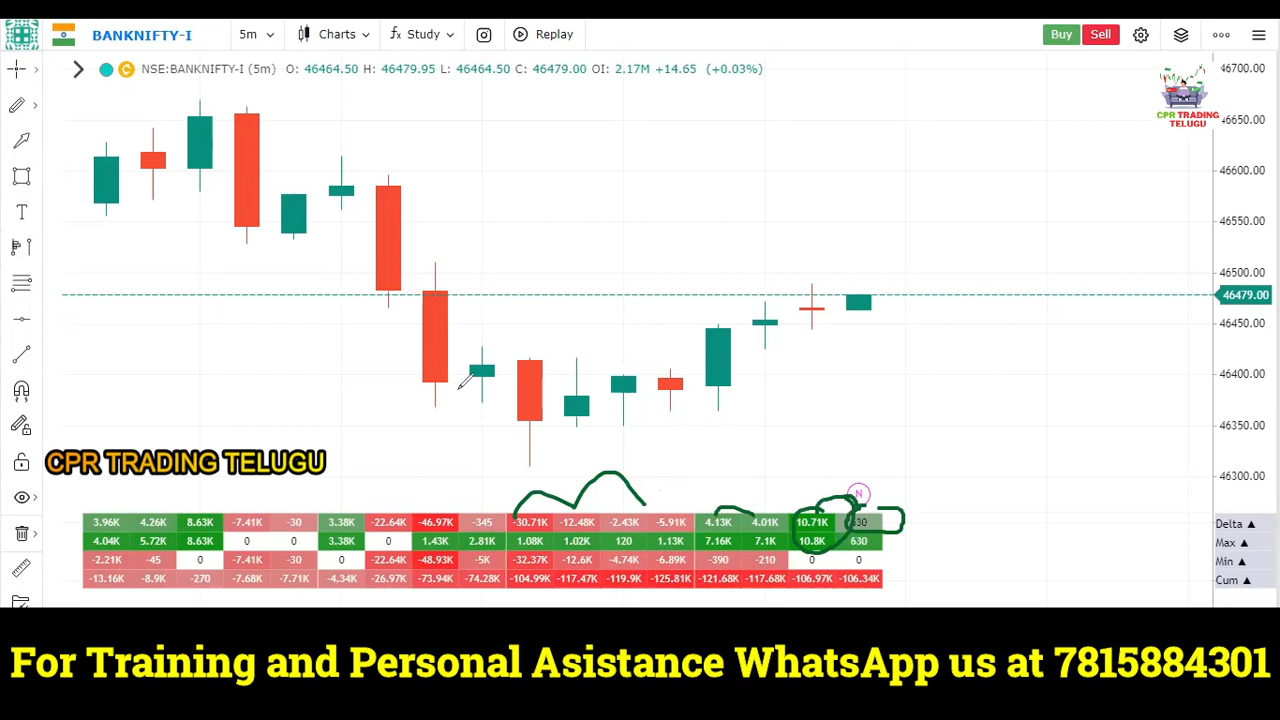 BANKNIFTY-I 5m Charts fx Study Replay Buy Sell
NSE:BANKNIFTY-I (5m) O: 46464.50 H: 46479.95 L: 46464.50 C: 46479.00 OI: 2.17M +14.65 (+0.03%)
C
46700.00
46650.00
CPR TRADING
TELUGU
46600.00
46550.00
46500.00
46479.00
46450.00
46400.00
46350.00
46300.00
CPR TRADING TELUGU
N
3.96K 4.26K 8.63K -7.41K -30 3.38K -22.64K -46.97K -345 -30.71K -12.48K -2.43K -5.91K 4.13K 4.01K 10.71K 630 Delta ▲
4.04K 5.72K 8.63K 0 0 3.38K 0 1.43K 2.81K 1.08K 1.02K 120 1.13K 7.16K 7.1K 10.8K 630 Max ▲
-2.21K -45 0 -7.41K -30 0 -22.64K -48.93K -5K -32.37K -12.6K -4.74K -6.89K -390 -210 0 0 Min ▲
-13.16K -8.9K -270 -7.68K -7.71K -4.34K -26.97K -73.94K -74.28K -104.99K -117.47K -119.9K -125.81K -121.68K -117.68K -106.97K -106.34K Cum ▲
For Training and Personal Asistance WhatsApp us at 7815884301